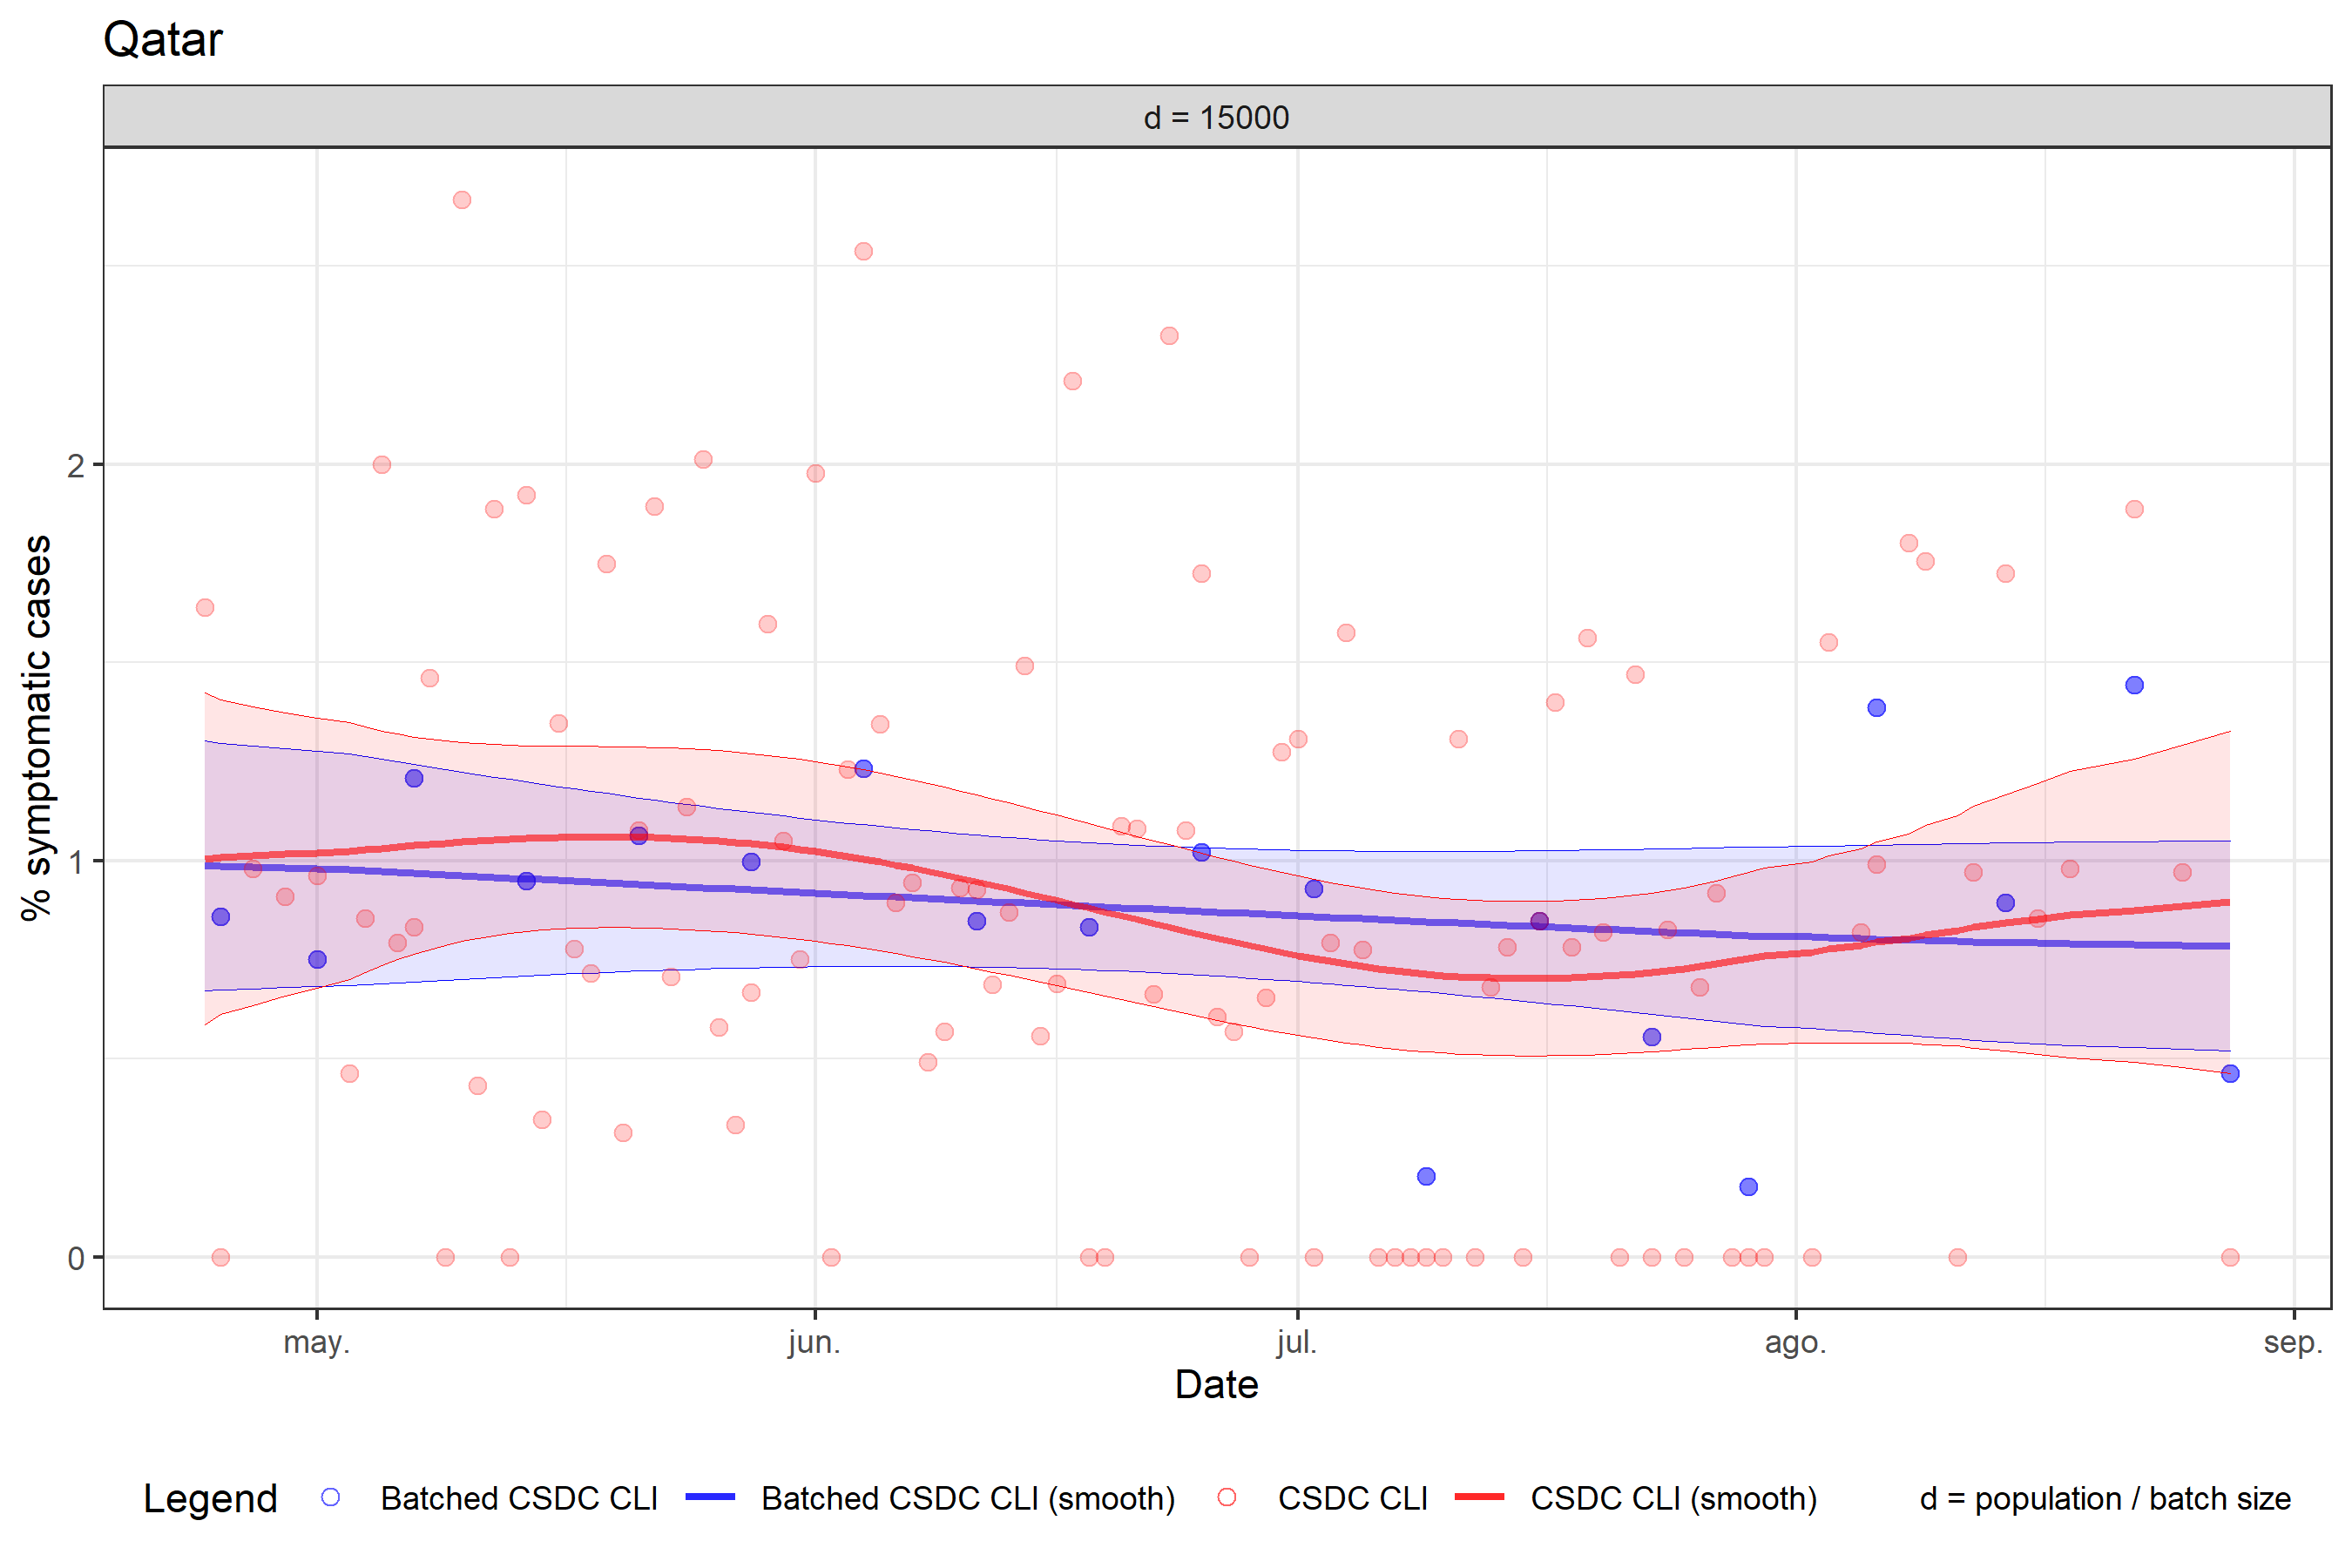 Qatar
d = 15000
% symptomatic cases
2
1
0
may.
jun.
jul.
ago.
sep.
Date
Legend
Batched CSDC CLI
Batched CSDC CLI (smooth)
CSDC CLI
CSDC CLI (smooth)
d = population / batch size